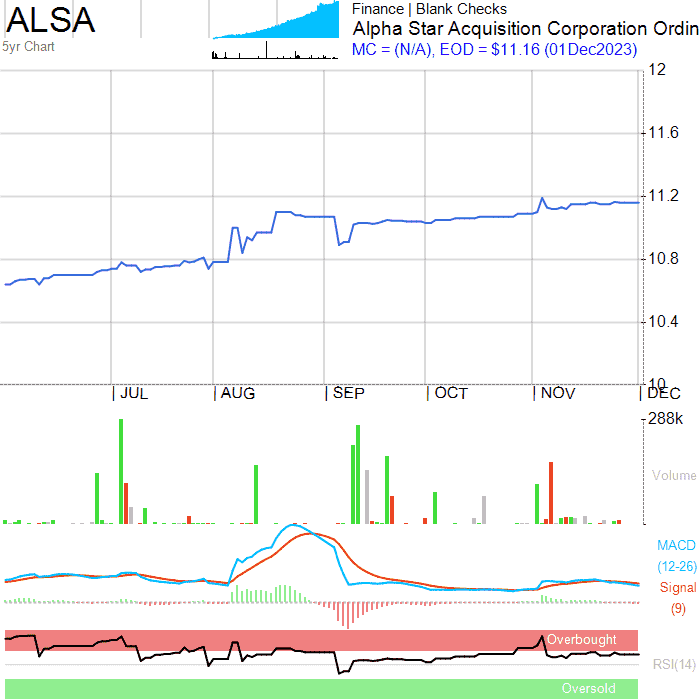 ALSA
5yr Chart
Finance | Blank Checks
Alpha Star Acquisition Corporation Ordin
MC = (N/A), EOD = $11.16 (01Dec2023)
12
11.6
11.2
10.8
10.4
10
| JUL
| AUG
| SEP
| OCT
| NOV
| DEC
288k
Volume
MACD
(12-26)
Signal
(9)
Overbought
RSI(14)
Oversold